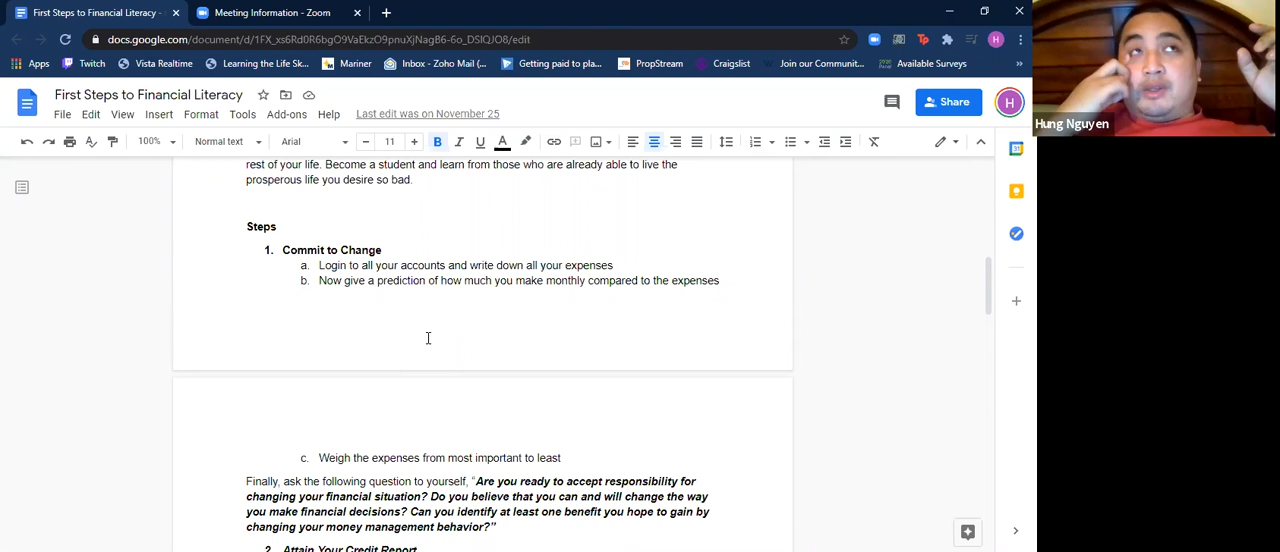 First Steps to Financial Literacy -
Meeting Information - Zoom
docs.google.com/document/d/1FX_xs6Rd0R6bgO9VaEkzO9pnuXjNagB6-6o_DSIQJO8/edit
Apps Twitch Vista Realtime Learning the Life Sk... Mariner Inbox - Zoho Mail (... Getting paid to pla... PropStream Craigslist Join our Communit... Available Surveys »
First Steps to Financial Literacy
File Edit View Insert Format Tools Add-ons Help Last edit was on November 25
Share
H
100% Normal text Arial 11 B I U A
rest of your life. Become a student and learn from those who are already able to live the
prosperous life you desire so bad.
Steps
1. Commit to Change
a. Login to all your accounts and write down all your expenses
b. Now give a prediction of how much you make monthly compared to the expenses
c. Weigh the expenses from most important to least
Finally, ask the following question to yourself, “Are you ready to accept responsibility for
changing your financial situation? Do you believe that you can and will change the way
you make financial decisions? Can you identify at least one benefit you hope to gain by
changing your money management behavior?”
2. Attain Your Credit Report
Hung Nguyen